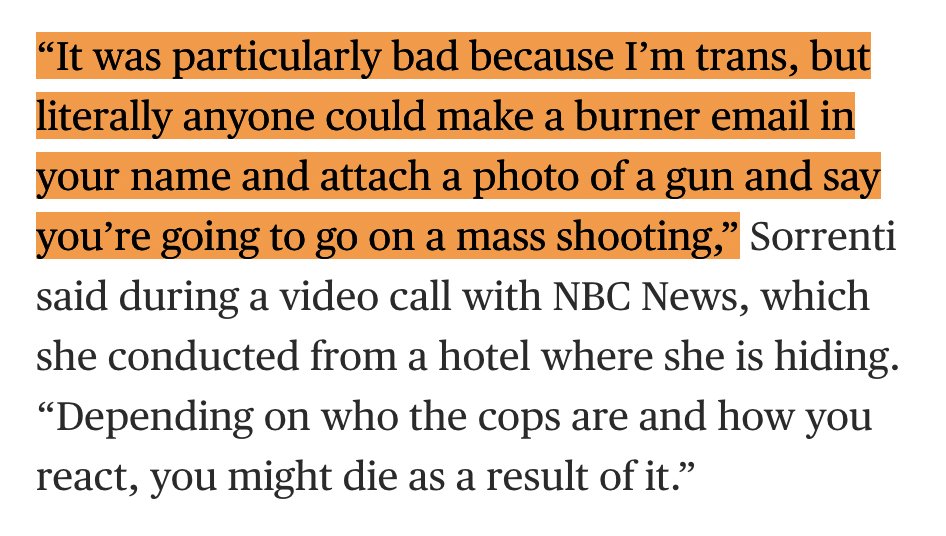 “It was particularly bad because I’m trans, but
literally anyone could make a burner email in
your name and attach a photo of a gun and say
you’re going to go on a mass shooting,” Sorrenti
said during a video call with NBC News, which
she conducted from a hotel where she is hiding.
“Depending on who the cops are and how you
react, you might die as a result of it.”